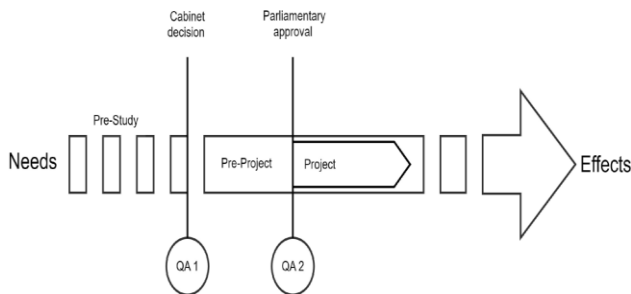 Cabinet
decision
Parliamentary
approval
Pre-Study
Needs
Pre-Project
Project
Effects
QA 1
QA 2